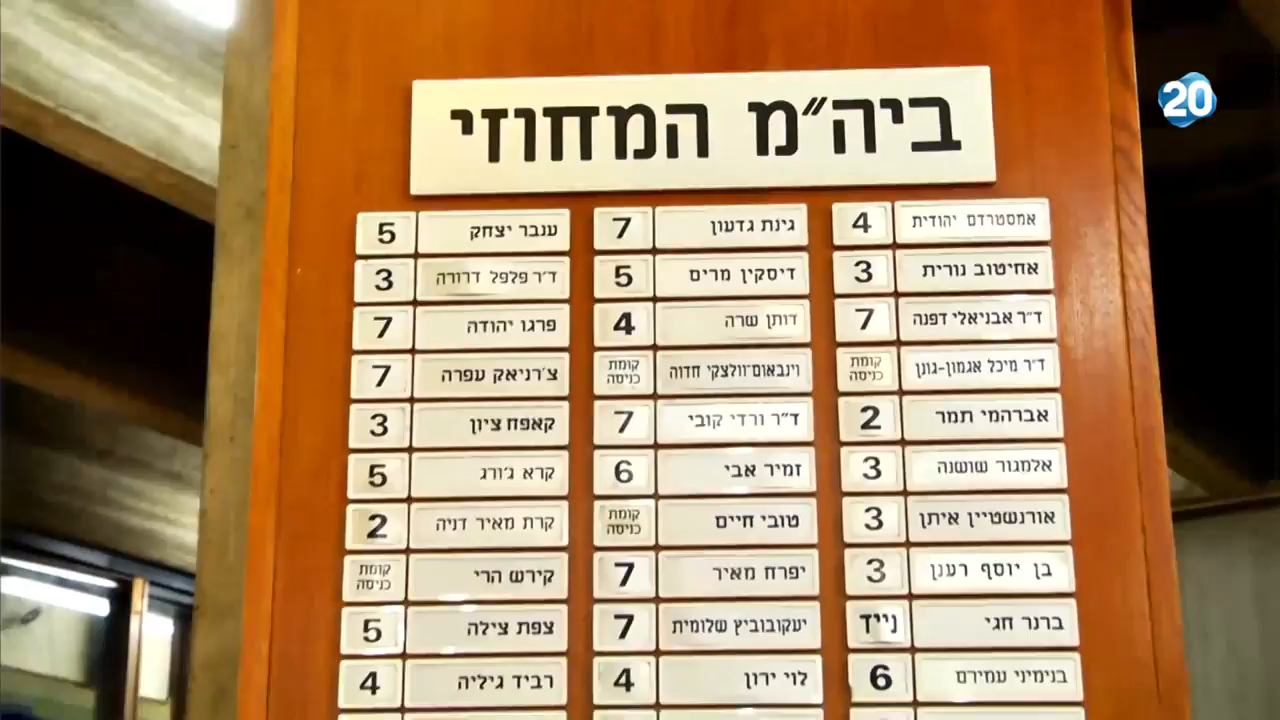 20
ביה״מ המחוזי
אמסטרדם יהודית 4
אחיטוב נורית 3
ד״ר אבניאלי דפנה 7
ד״ר מיכל אגמון-גונן קומת כניסה
אברהמי תמר 2
אלמגור שושנה 3
אורנשטיין איתן 3
בן יוסף רענן 3
ברנר חגי נייד
בנימיני עמירם 6
גינת גדעון 7
דיסקין מרים 5
דותן שרה 4
וינבאום-וולצקי חדוה קומת כניסה
ד״ר ורדי קובי 7
זמיר אבי 6
טובי חיים קומת כניסה
יפרח מאיר 7
יעקובוביץ שלומית 7
לוי ירון 4
ענבר יצחק 5
ד״ר פלפל דרורה 3
פרגו יהודה 7
צ׳רניאק עפרה 7
קאפח ציון 3
קרא ג׳ורג 5
קרת מאיר דניה 2
קירש הרי קומת כניסה
צפת צילה 5
רביד גיליה 4